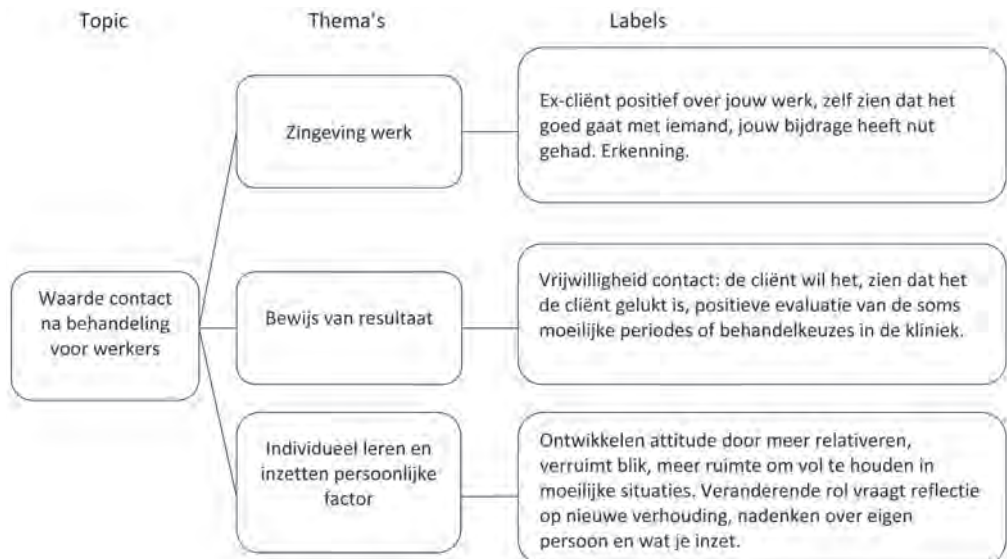 Topic
Thema's
Labels
Zingeving werk
Ex-cliënt positief over jouw werk, zelf zien dat het
goed gaat met iemand, jouw bijdrage heeft nut
gehad. Erkenning.
Waarde contact
na behandeling
voor werkers
Bewijs van resultaat
Vrijwilligheid contact: de cliënt wil het, zien dat het
de cliënt gelukt is, positieve evaluatie van de soms
moeilijke periodes of behandelkeuzes in de kliniek.
Individueel leren en
inzetten persoonlijke
factor
Ontwikkelen attitude door meer relativeren,
verruimt blik, meer ruimte om vol te houden in
moeilijke situaties. Veranderende rol vraagt reflectie
op nieuwe verhouding, nadenken over eigen
persoon en wat je inzet.